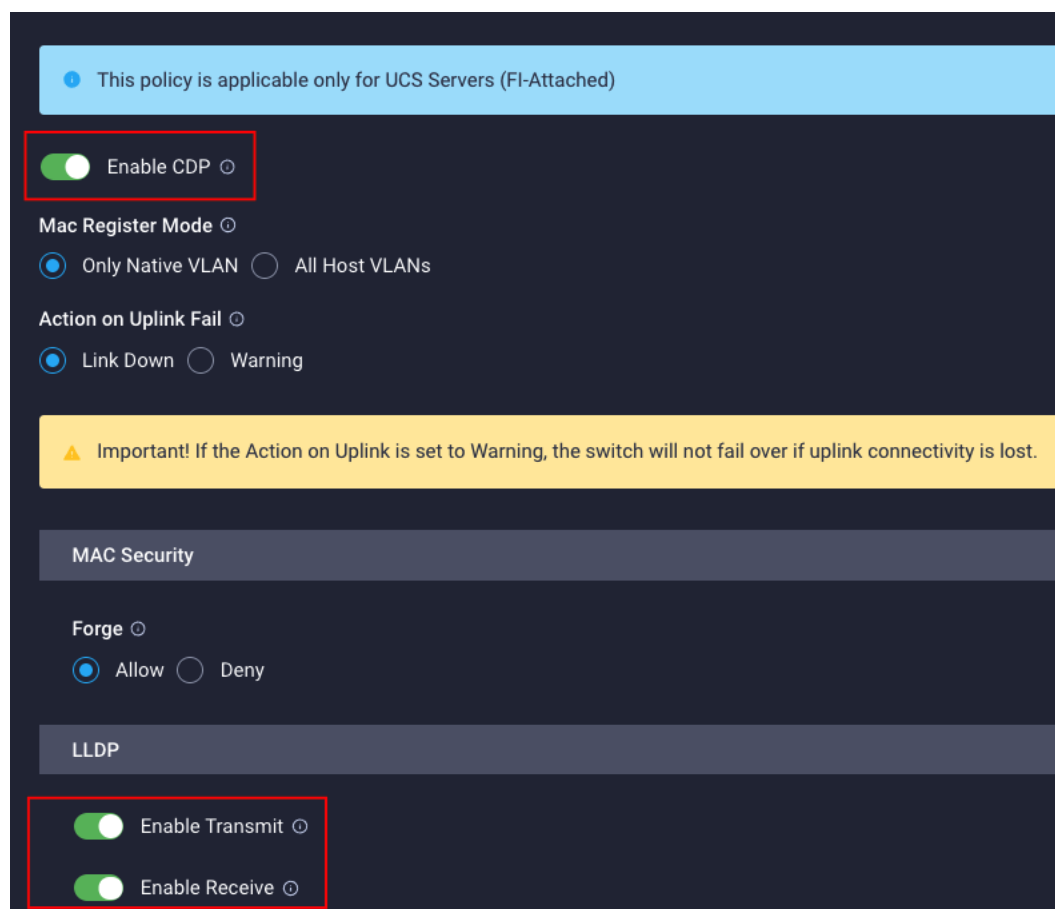 This policy is applicable only for UCS Servers (FI-Attached)
Enable CDP
Mac Register Mode
Only Native VLAN All Host VLANs
Action on Uplink Fail
Link Down Warning
Important! If the Action on Uplink is set to Warning, the switch will not fail over if uplink connectivity is lost.
MAC Security
Forge
Allow Deny
LLDP
Enable Transmit
Enable Receive